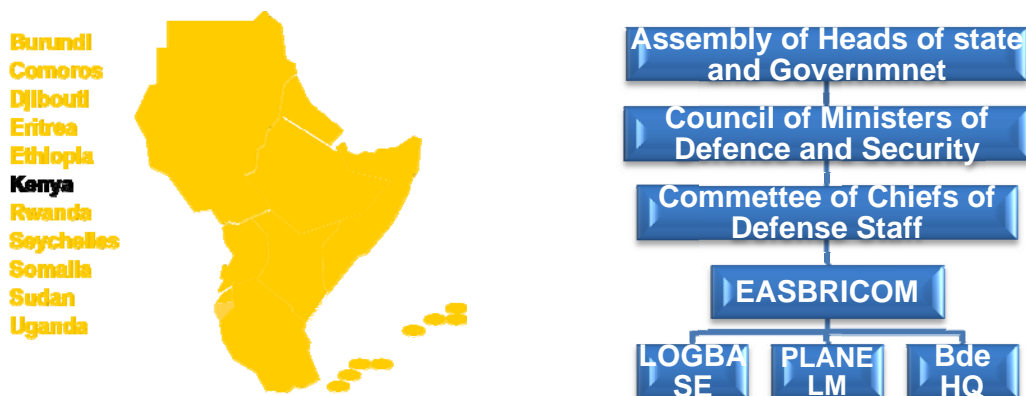 Burundi
Comoros
Djibouti
Eritrea
Ethiopia
Kenya
Rwanda
Seychelles
Somalia
Sudan
Uganda
Assembly of Heads of state
and Governmnet
Council of Ministers of
Defence and Security
Commettee of Chiefs of
Defense Staff
EASBRICOM
LOGBA
SE
PLANE
LM
Bde
HQ